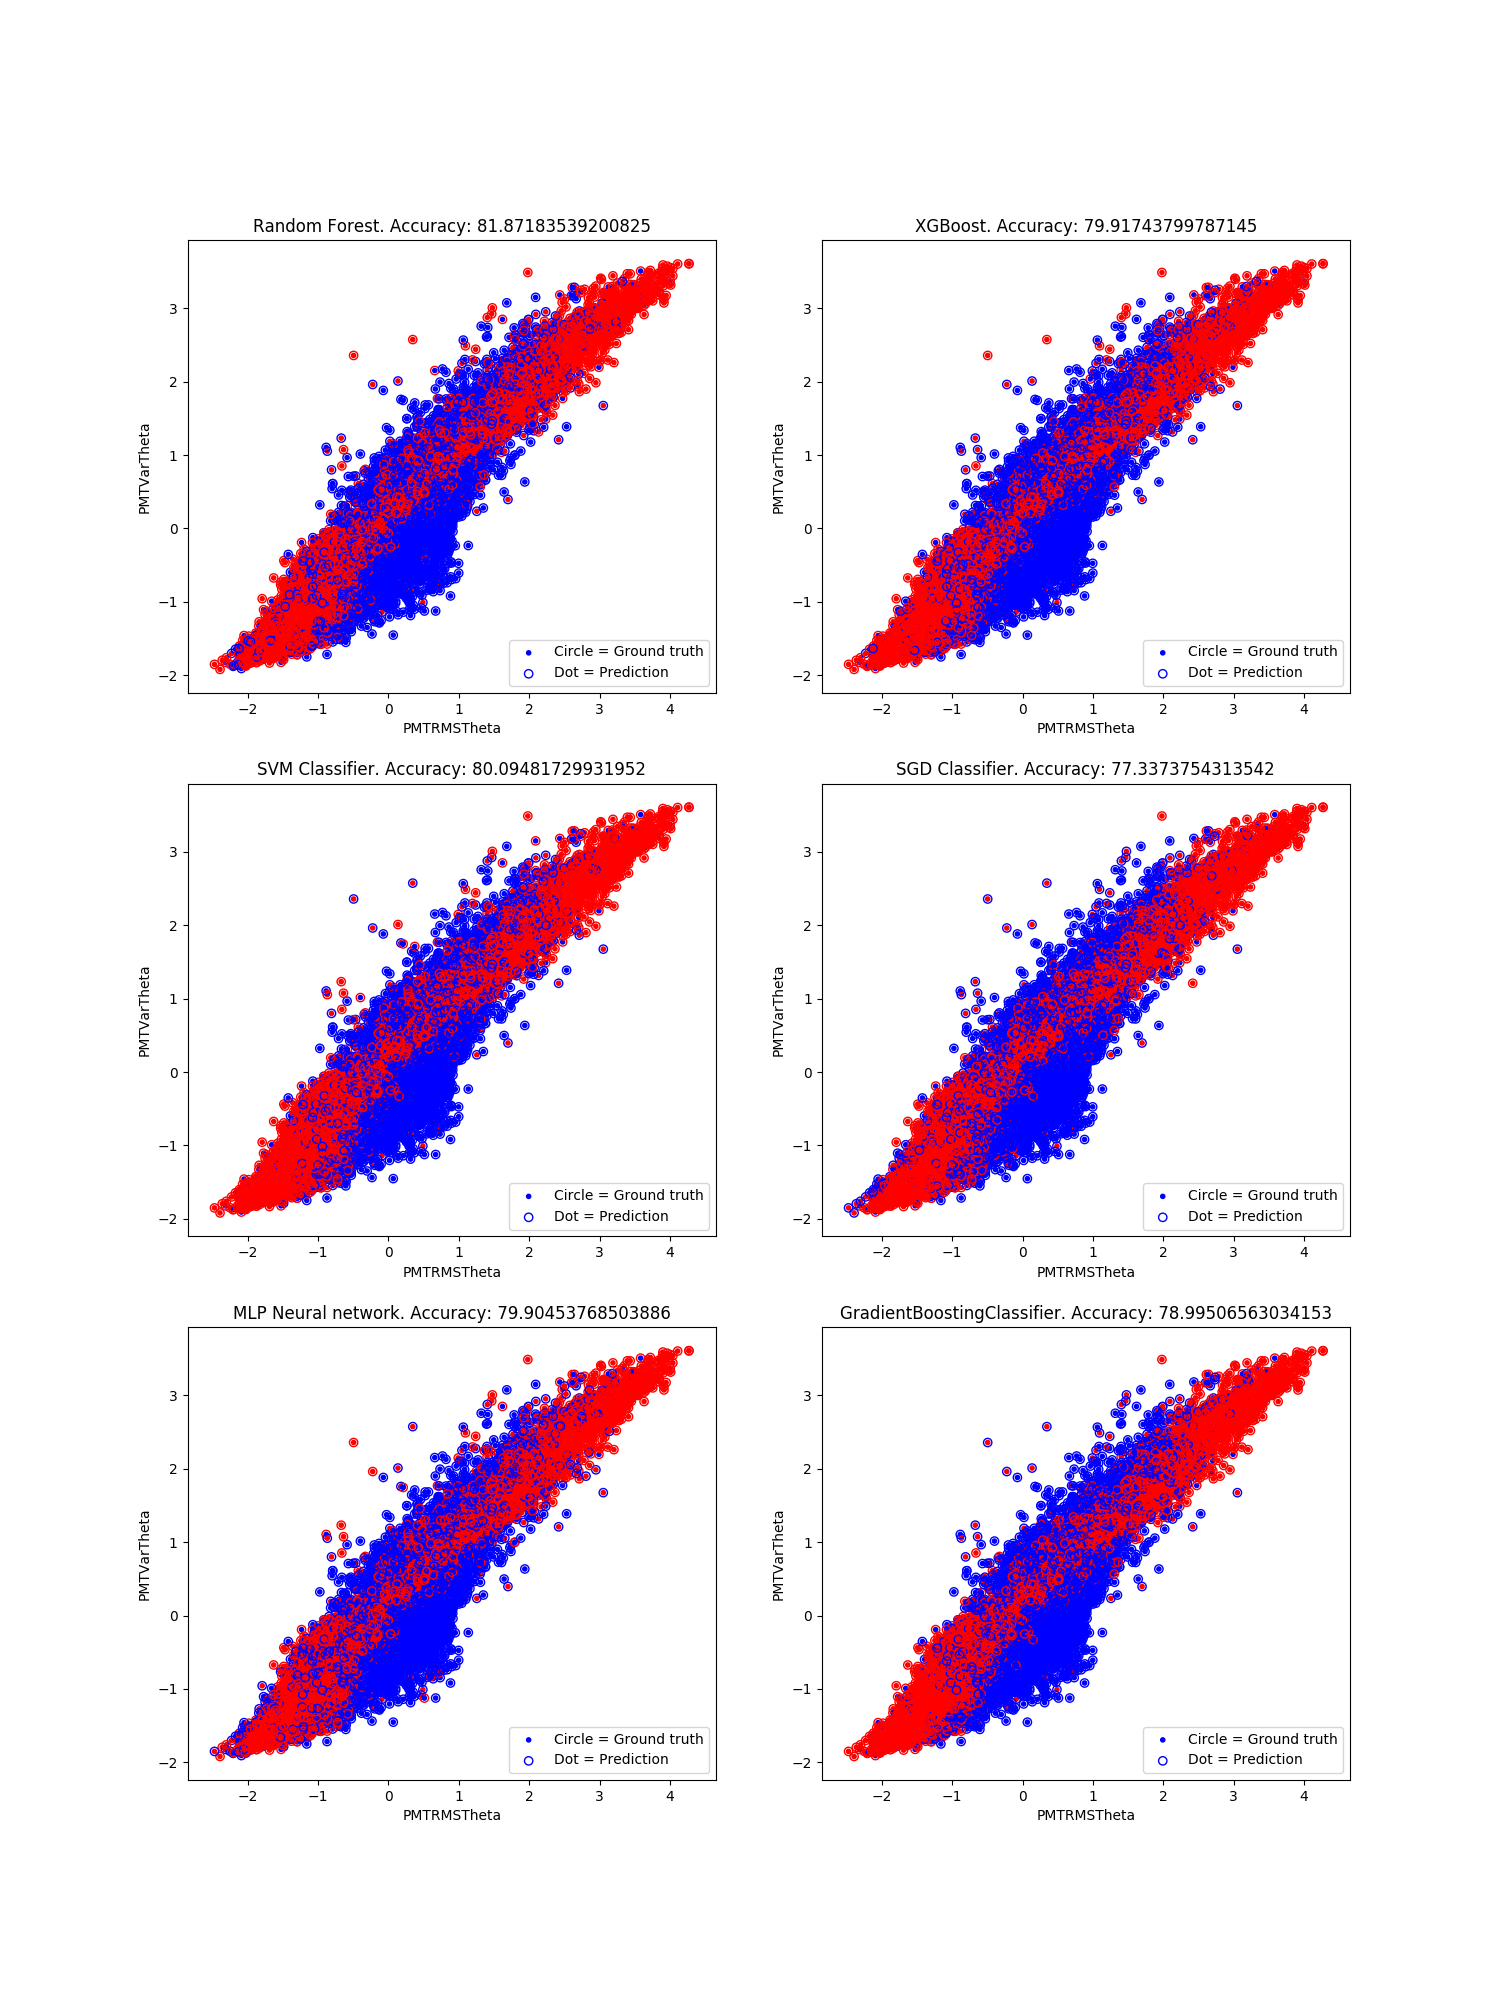 Random Forest. Accuracy: 81.87183539200825
PMTVarTheta
3
2
1
0
−1
−2
Circle = Ground truth
Dot = Prediction
−2 −1 0 1 2 3 4
PMTRMSTheta
XGBoost. Accuracy: 79.91743799787145
PMTVarTheta
3
2
1
0
−1
−2
Circle = Ground truth
Dot = Prediction
−2 −1 0 1 2 3 4
PMTRMSTheta
SVM Classifier. Accuracy: 80.09481729931952
PMTVarTheta
3
2
1
0
−1
−2
Circle = Ground truth
Dot = Prediction
−2 −1 0 1 2 3 4
PMTRMSTheta
SGD Classifier. Accuracy: 77.3373754313542
PMTVarTheta
3
2
1
0
−1
−2
Circle = Ground truth
Dot = Prediction
−2 −1 0 1 2 3 4
PMTRMSTheta
MLP Neural network. Accuracy: 79.90453768503886
PMTVarTheta
3
2
1
0
−1
−2
Circle = Ground truth
Dot = Prediction
−2 −1 0 1 2 3 4
PMTRMSTheta
GradientBoostingClassifier. Accuracy: 78.99506563034153
PMTVarTheta
3
2
1
0
−1
−2
Circle = Ground truth
Dot = Prediction
−2 −1 0 1 2 3 4
PMTRMSTheta